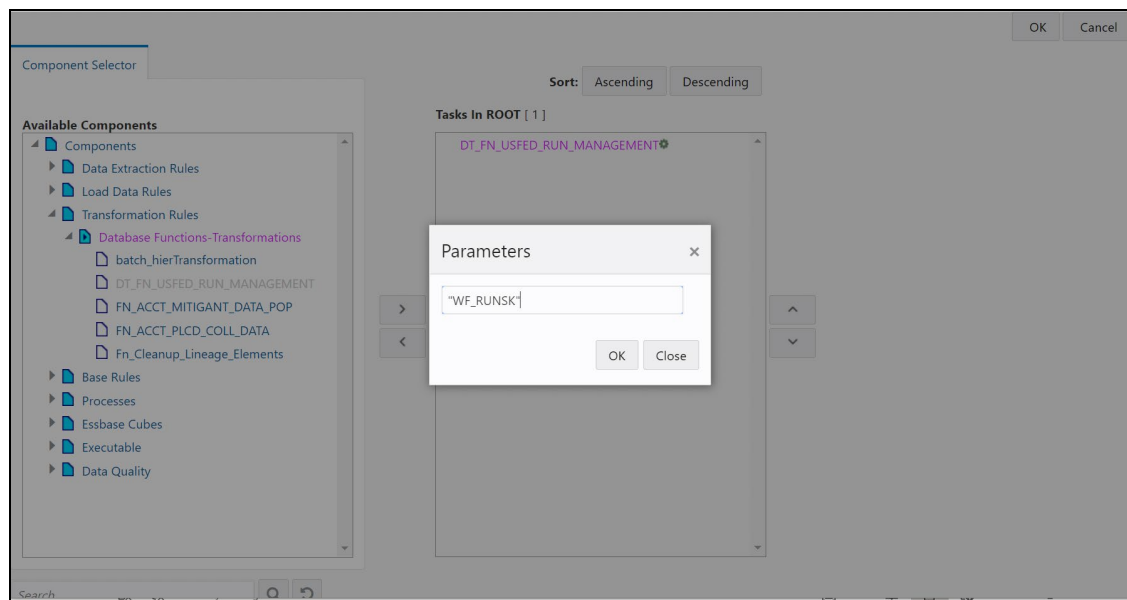 OK Cancel
Component Selector
Sort: Ascending Descending
Available Components
Tasks In ROOT [ 1 ]
Components
Data Extraction Rules
Load Data Rules
Transformation Rules
Database Functions-Transformations
batch_hierTransformation
DT_FN_USFED_RUN_MANAGEMENT
FN_ACCT_MITIGANT_DATA_POP
FN_ACCT_PLCD_COLL_DATA
Fn_Cleanup_Lineage_Elements
Base Rules
Processes
Essbase Cubes
Executable
Data Quality
DT_FN_USFED_RUN_MANAGEMENT
Parameters
"WF_RUNSK"
OK Close
Search